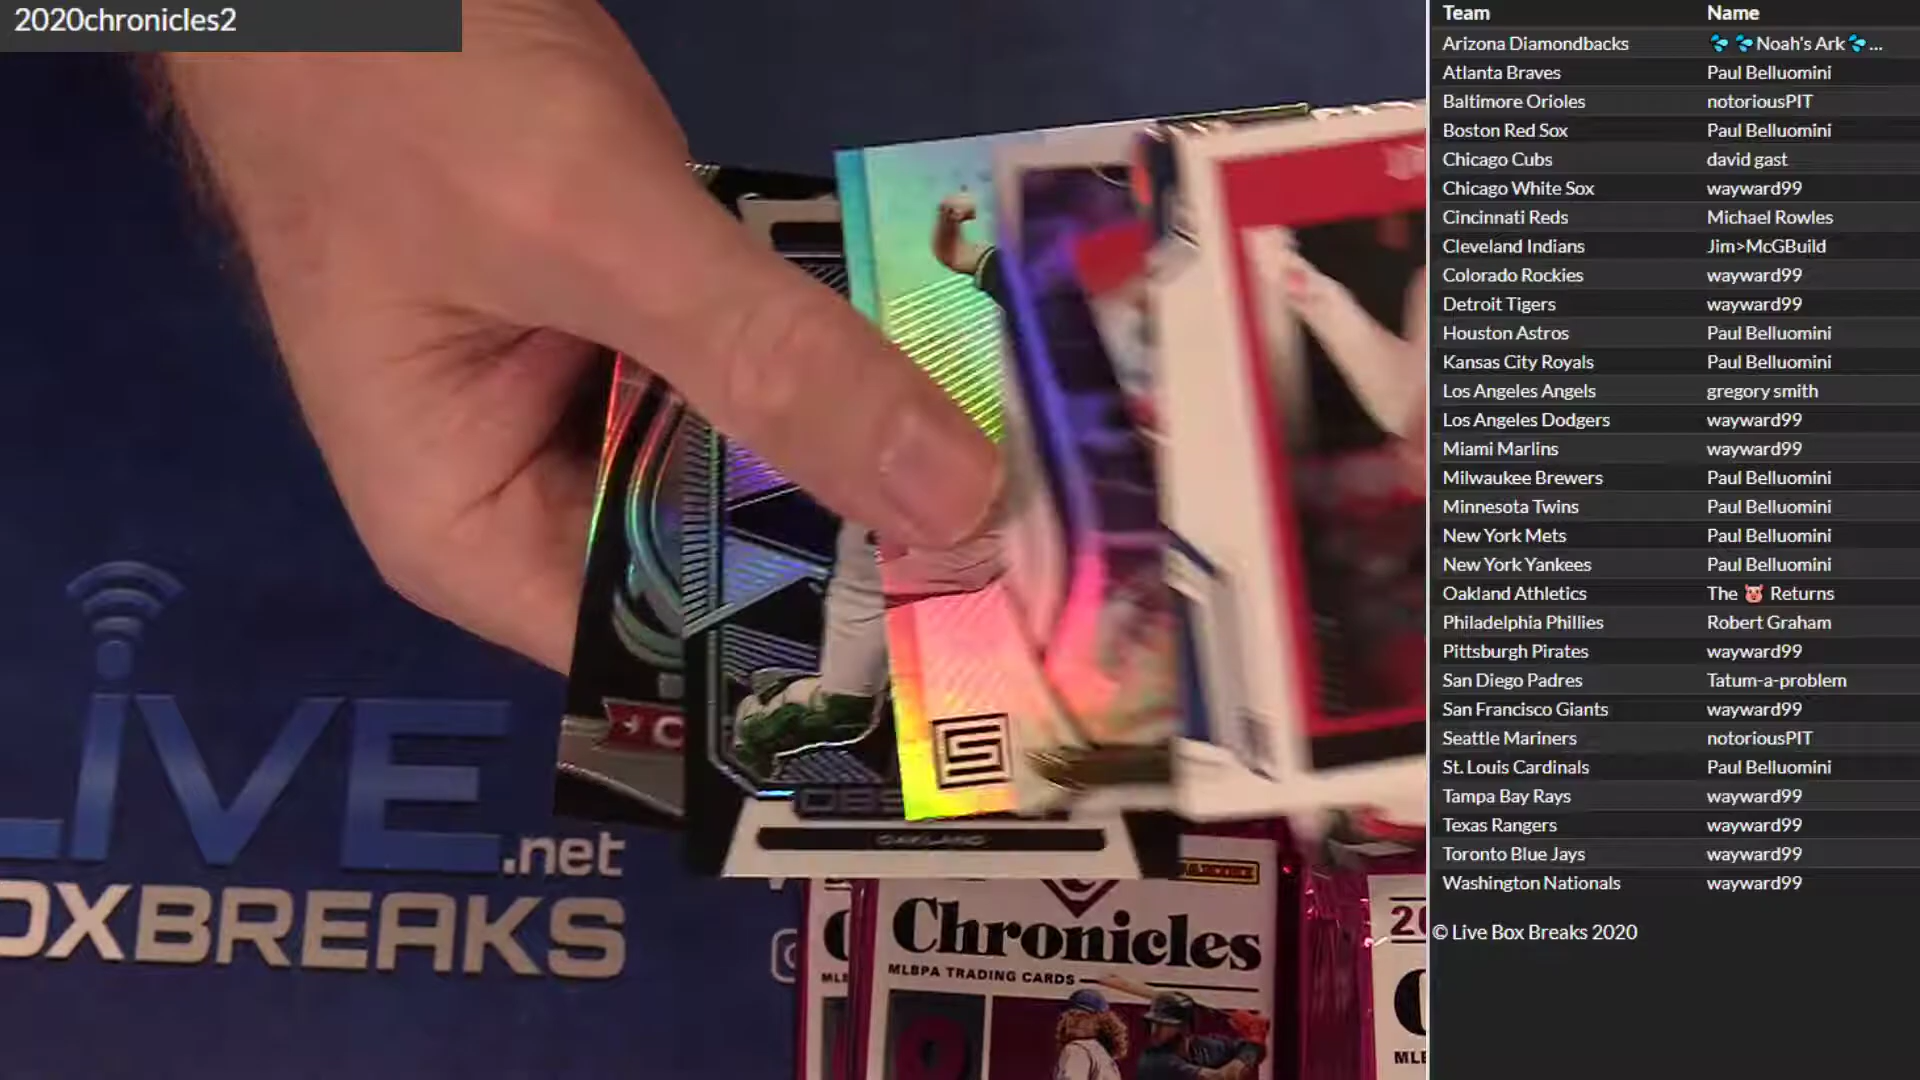 2020chronicles2
Team Name
Arizona Diamondbacks 💦 💦Noah's Ark💦...
Atlanta Braves Paul Belluomini
Baltimore Orioles notoriousPIT
Boston Red Sox Paul Belluomini
Chicago Cubs david gast
Chicago White Sox wayward99
Cincinnati Reds Michael Rowles
Cleveland Indians Jim>McGBuild
Colorado Rockies wayward99
Detroit Tigers wayward99
Houston Astros Paul Belluomini
Kansas City Royals Paul Belluomini
Los Angeles Angels gregory smith
Los Angeles Dodgers wayward99
Miami Marlins wayward99
Milwaukee Brewers Paul Belluomini
Minnesota Twins Paul Belluomini
New York Mets Paul Belluomini
New York Yankees Paul Belluomini
Oakland Athletics The 🐷 Returns
Philadelphia Phillies Robert Graham
Pittsburgh Pirates wayward99
San Diego Padres Tatum-a-problem
San Francisco Giants wayward99
Seattle Mariners notoriousPIT
St. Louis Cardinals Paul Belluomini
Tampa Bay Rays wayward99
Texas Rangers wayward99
Toronto Blue Jays wayward99
Washington Nationals wayward99
© Live Box Breaks 2020
LIVE
.net
OXBREAKS
OAKLAND
PANINI
Chronicles
MLBPA TRADING CARDS